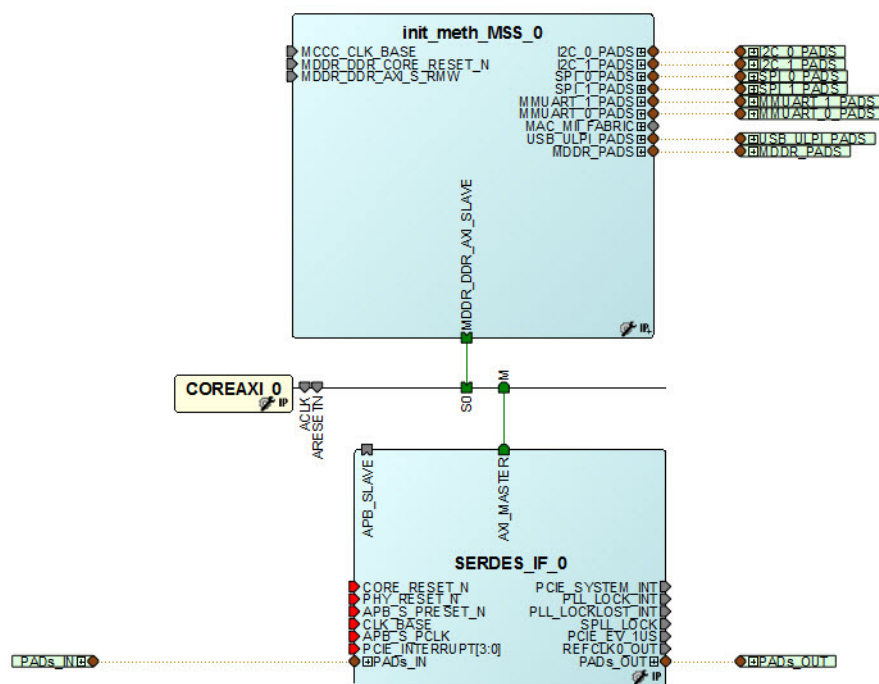 init_meth_MSS_0
MCCC_CLK_BASE
MDDR_DDR_CORE_RESET_N
MDDR_DDR_AXI_S_RMW
I2C_0_PADS
I2C_1_PADS
SPI_0_PADS
SPI_1_PADS
MMUART_1_PADS
MMUART_0_PADS
MAC_MII_FABRIC
USB_ULPI_PADS
MDDR_PADS
I2C_0_PADS
I2C_1_PADS
SPI_0_PADS
SPI_1_PADS
MMUART_1_PADS
MMUART_0_PADS
USB_ULPI_PADS
MDDR_PADS
MDDR_DDR_AXI_SLAVE
IP+
COREAXI_0
IP
ACLK
ARESETN
S0
M
APB_SLAVE
AXI_MASTER
SERDES_IF_0
CORE_RESET_N
PHY_RESET_N
APB_S_PRESET_N
CLK_BASE
APB_S_PCLK
PCIE_INTERRUPT[3:0]
PADs_IN
PCIE_SYSTEM_INT
PLL_LOCK_INT
PLL_LOCKLOST_INT
SPLL_LOCK
PCIE_EV_1US
REFCLK0_OUT
PADs_OUT
PADs_IN
PADs_OUT
IP